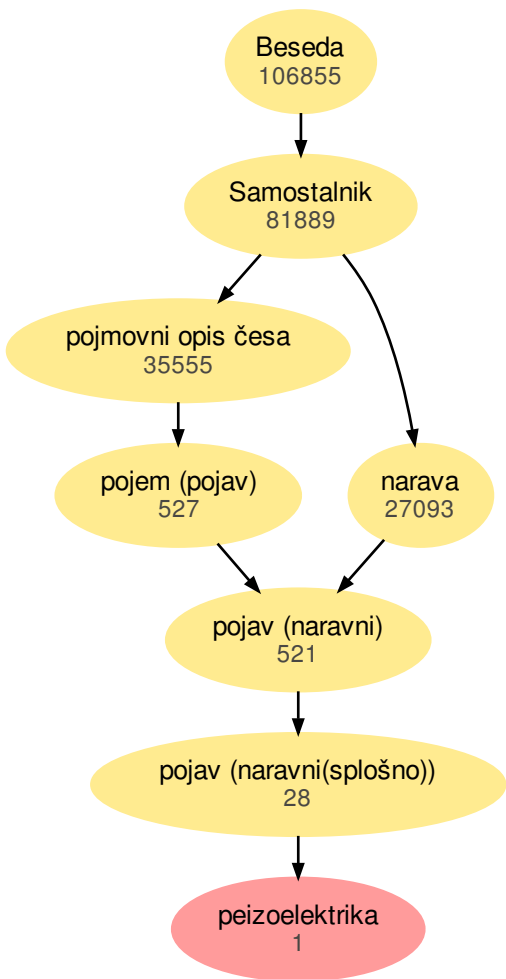 Beseda
106855
Samostalnik
81889
pojmovni opis česa
35555
pojem (pojav)
527
narava
27093
pojav (naravni)
521
pojav (naravni(splošno))
28
peizoelektrika
1